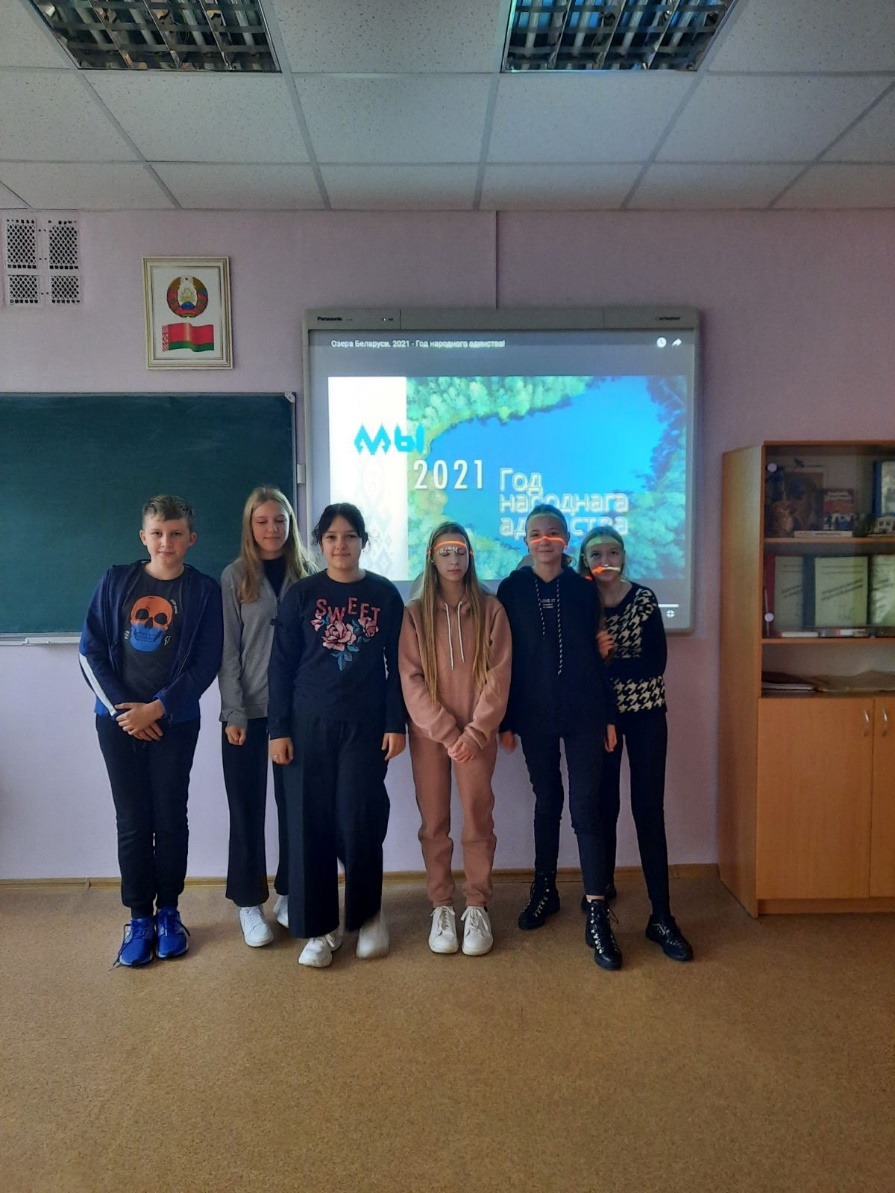 Panasonic
Озера Беларуси. 2021 - Год народного единства!
МЫ
2021 Год
народнага
адзінства
SWEET